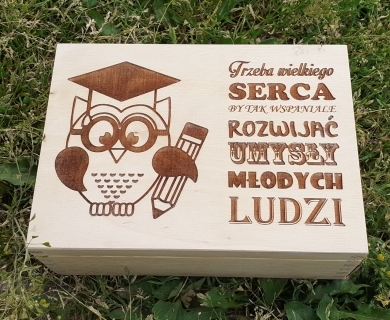 Trzeba wielkiego
SERCA
BY TAK WSPANIALE
ROZWIJAĆ
UMYSŁY
MŁODYCH
LUDZI